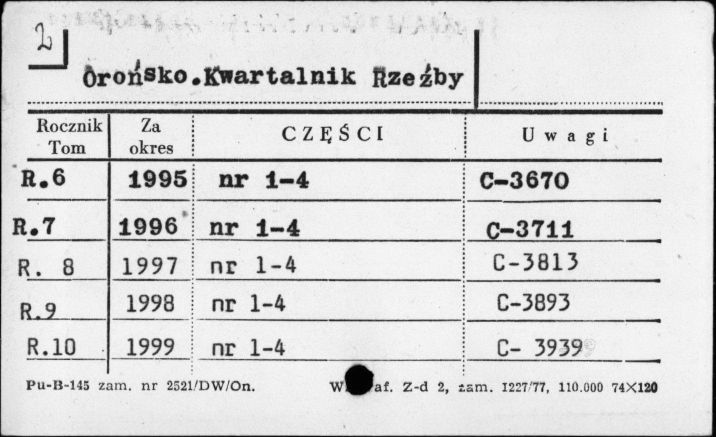 2
Orońsko.Kwartalnik Rzeźby
Rocznik Tom Za okres CZĘŚCI Uwagi
R.6 1995 nr 1-4 C-3670
R.7 1996 nr 1-4 C-3711
R. 8 1997 nr 1-4 C-3813
R.9 1998 nr 1-4 C-3893
R.10 1999 nr 1-4 C- 3939
Pu-B-145 zam. nr 2521/DW/On. af. Z-d 2, zam. 1227/77, 110.000 74X120